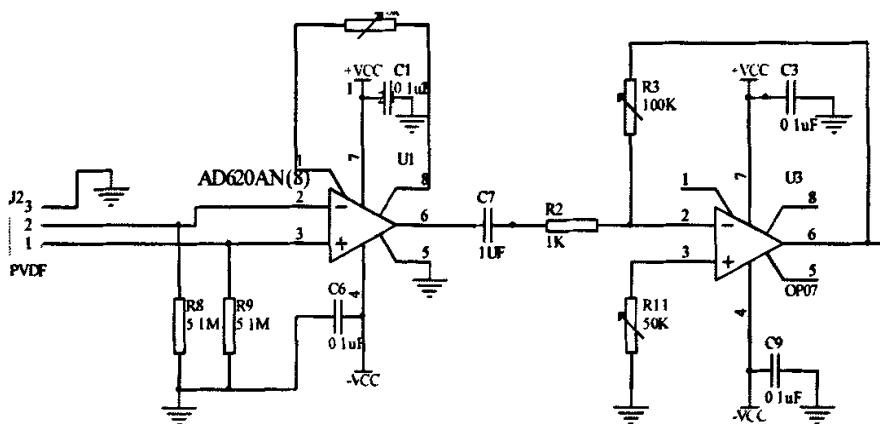 +VCC
1
C1
0 1uF
+VCC
C3
0 1uF
R3
100K
7
U1
1
8
AD620AN(8)
J2
3
2
1
PVDF
2
3
6
5
4
C7
1UF
R2
1K
1
7
U3
8
2
3
6
5
OP07
4
R8
5 1M
R9
5 1M
C6
0 1uF
-VCC
R11
50K
C9
0 1uF
-VCC